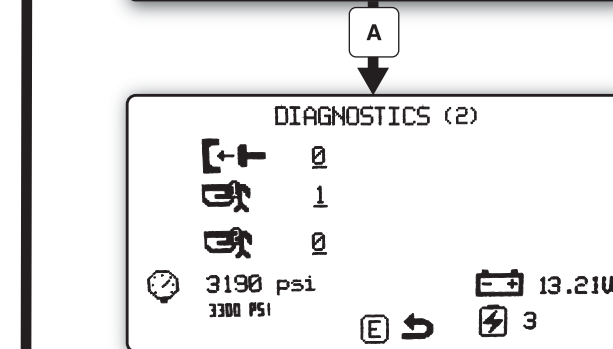 A
DIAGNOSTICS (2)
0
1
0
3190 psi
13.21V
3300 PSI
E
3